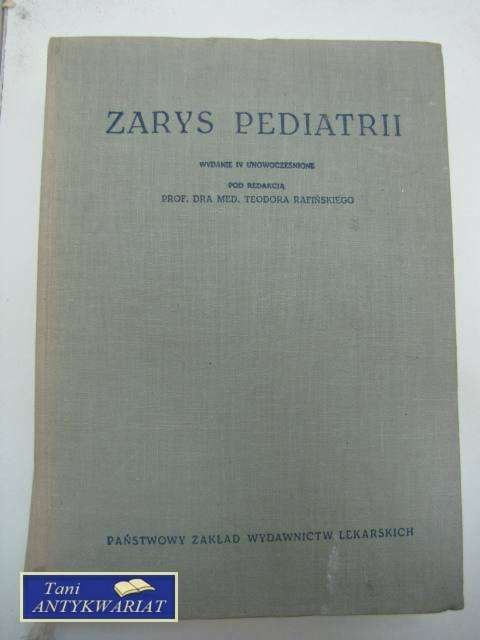 ZARYS PEDIATRII
WYDANIE IV UNOWOCZEŚNIONE
POD REDAKCJĄ
PROF. DRA MED. TEODORA RAFIŃSKIEGO
PAŃSTWOWY ZAKŁAD WYDAWNICTW LEKARSKICH
Tani
ANTYKWARIAT